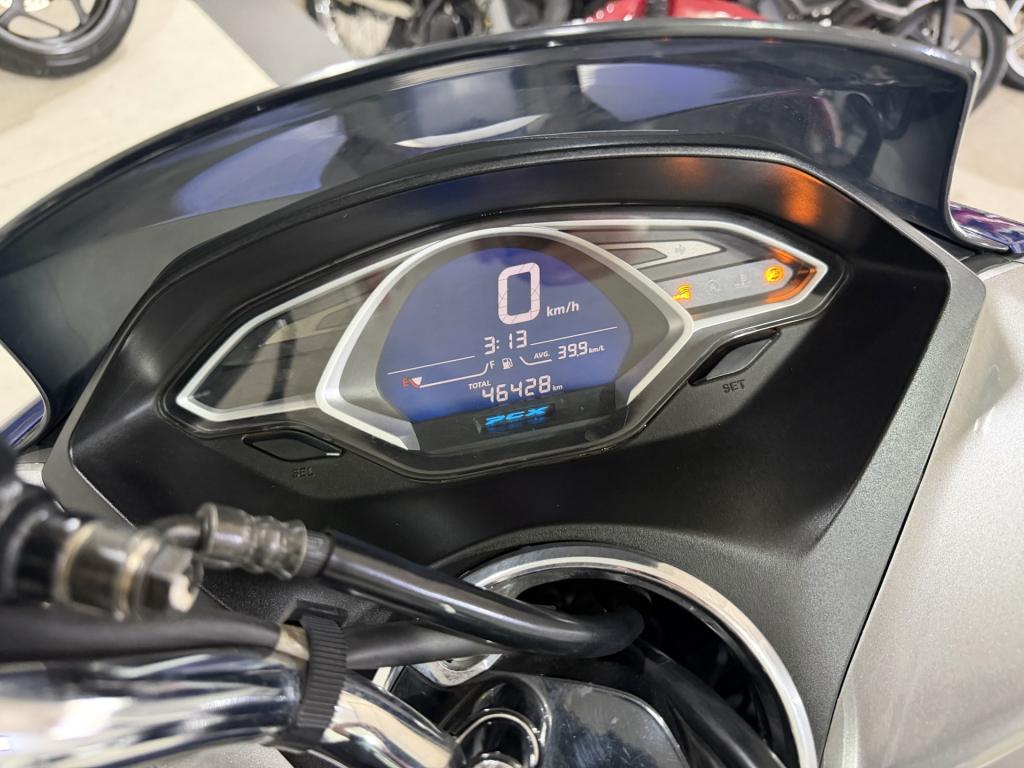 0 km/h
3:13
E F AVG. 39.9 km/L
TOTAL 46428 km
PCX
SEL SET